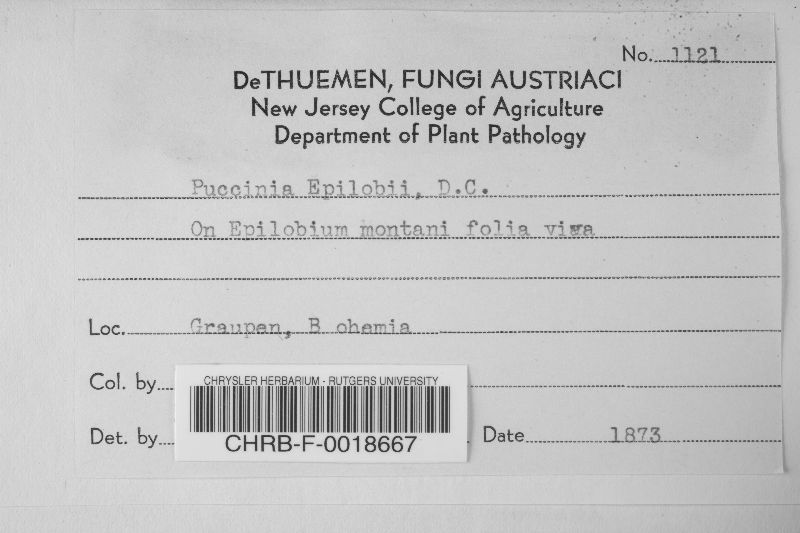 No. 1121
DeTHUEMEN, FUNGI AUSTRIACI
New Jersey College of Agriculture
Department of Plant Pathology
Puccinia Epilobii, D.C.
On Epilobium montani folia viva
Loc. Graupen, B ohemia
Col. by
CHRYSLER HERBARIUM - RUTGERS UNIVERSITY
CHRB-F-0018667
Det. by
Date 1873